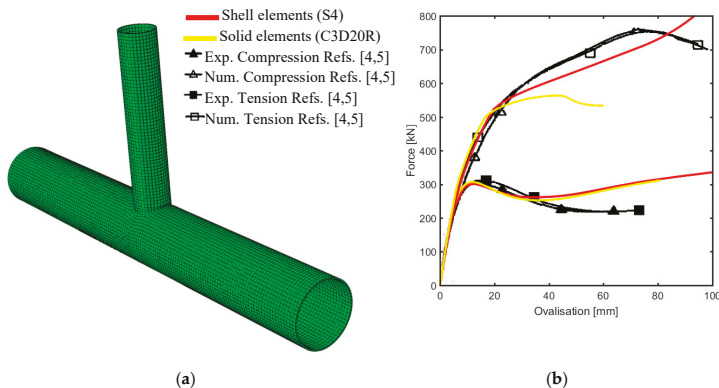 Shell elements (S4)
Solid elements (C3D20R)
Exp. Compression Refs. [4,5]
Num. Compression Refs. [4,5]
Exp. Tension Refs. [4,5]
Num. Tension Refs. [4,5]
(a)
800
700
600
500
400
300
200
100
0
Force [kN]
0 20 40 60 80 100
Ovalisation [mm]
(b)